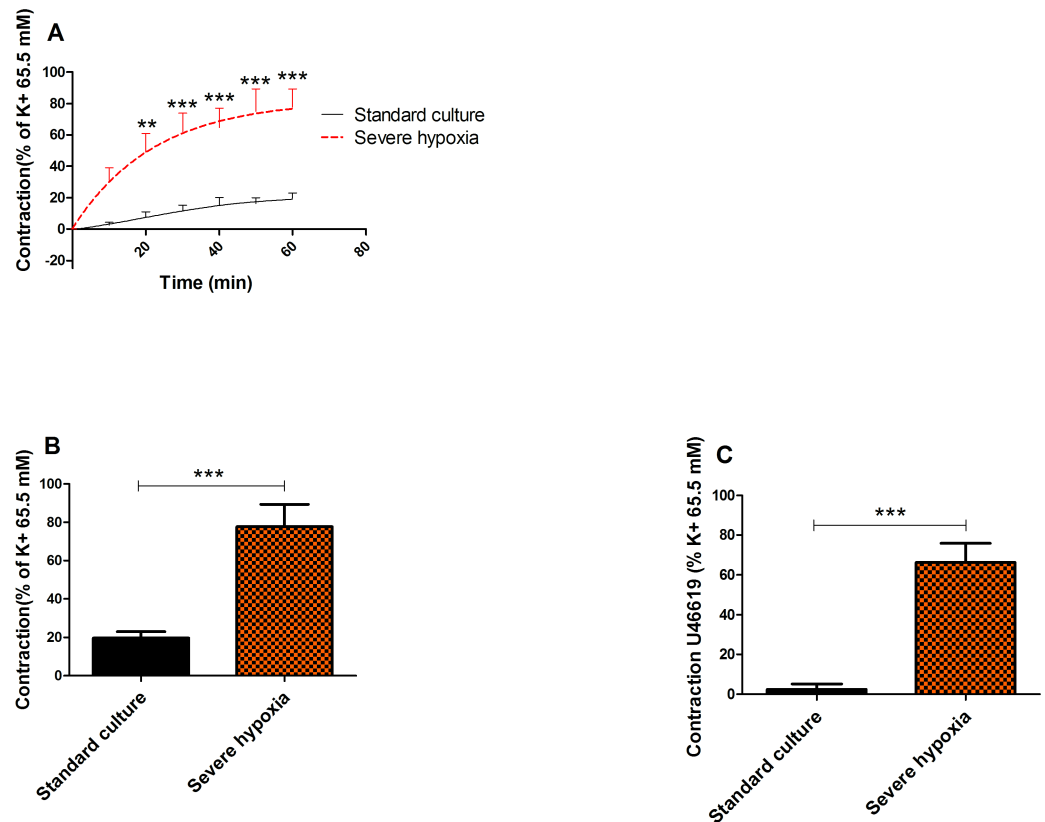 A
Contraction(% of K+ 65.5 mM)
100
80
60
40
20
0
-20
**
***
***
***
***
20
40
60
80
Time (min)
Standard culture
Severe hypoxia
B
Contraction(% of K+ 65.5 mM)
100
80
60
40
20
0
***
Standard culture
Severe hypoxia
C
Contraction U46619 (% K+ 65.5 mM)
100
80
60
40
20
0
***
Standard culture
Severe hypoxia